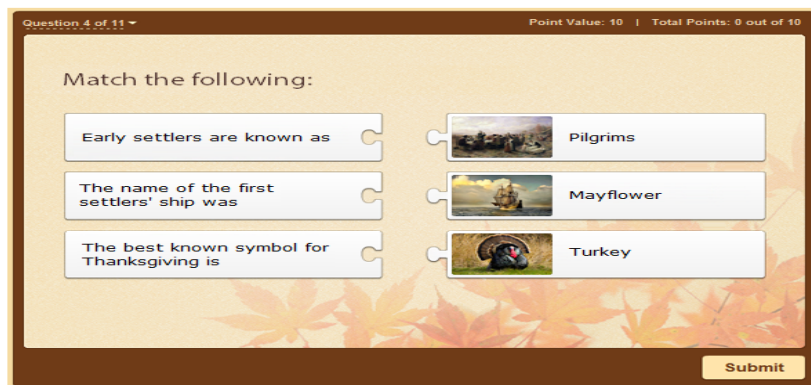 Question 4 of 11
Point Value: 10 | Total Points: 0 out of 10
Match the following:
Early settlers are known as
Pilgrims
The name of the first
settlers' ship was
Mayflower
The best known symbol for
Thanksgiving is
Turkey
Submit